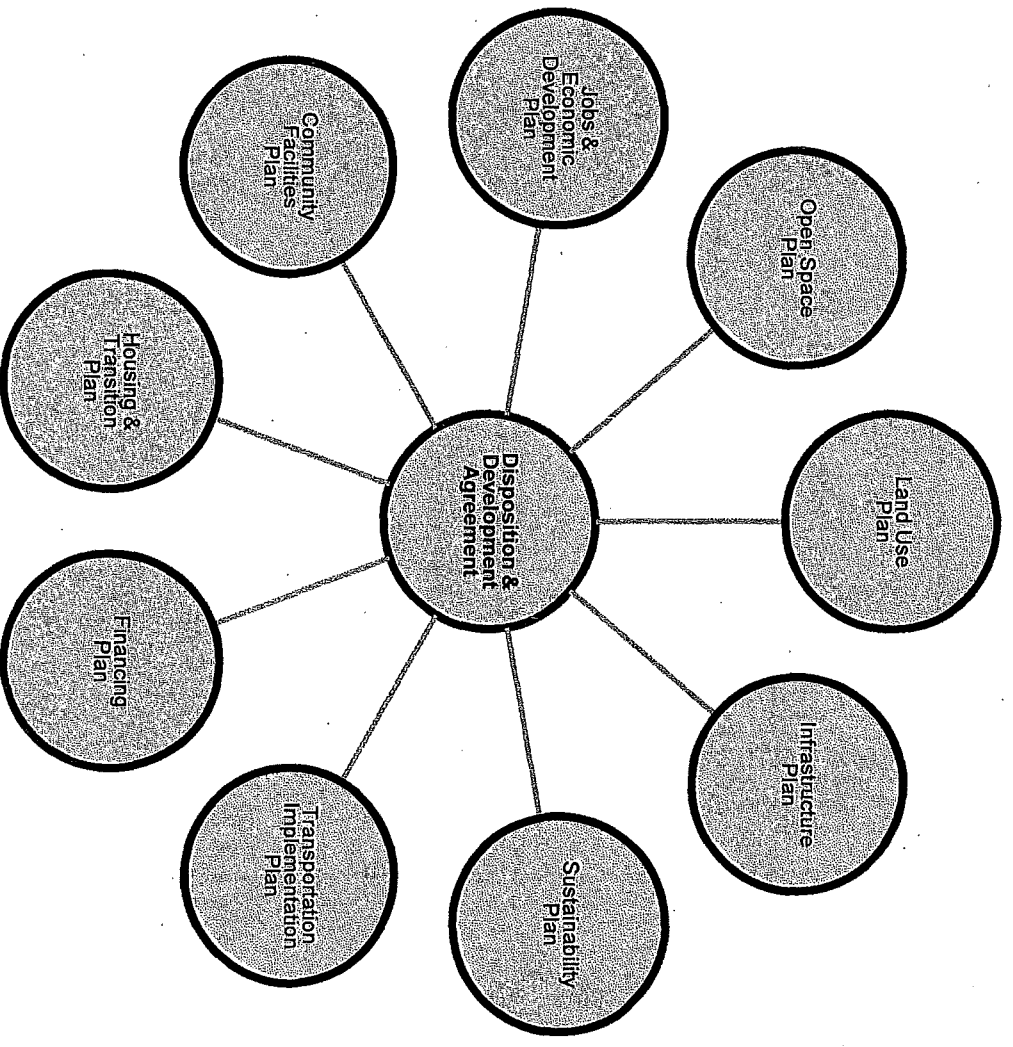 Land Use
Plan
Infrastructure
Plan
Sustainability
Plan
Transportation
Implementation
Plan
Financing
Plan
Housing &
Transition
Plan
Community
Facilities
Plan
Jobs &
Economic
Development
Plan
Open Space
Plan
Disposition &
Development
Agreement